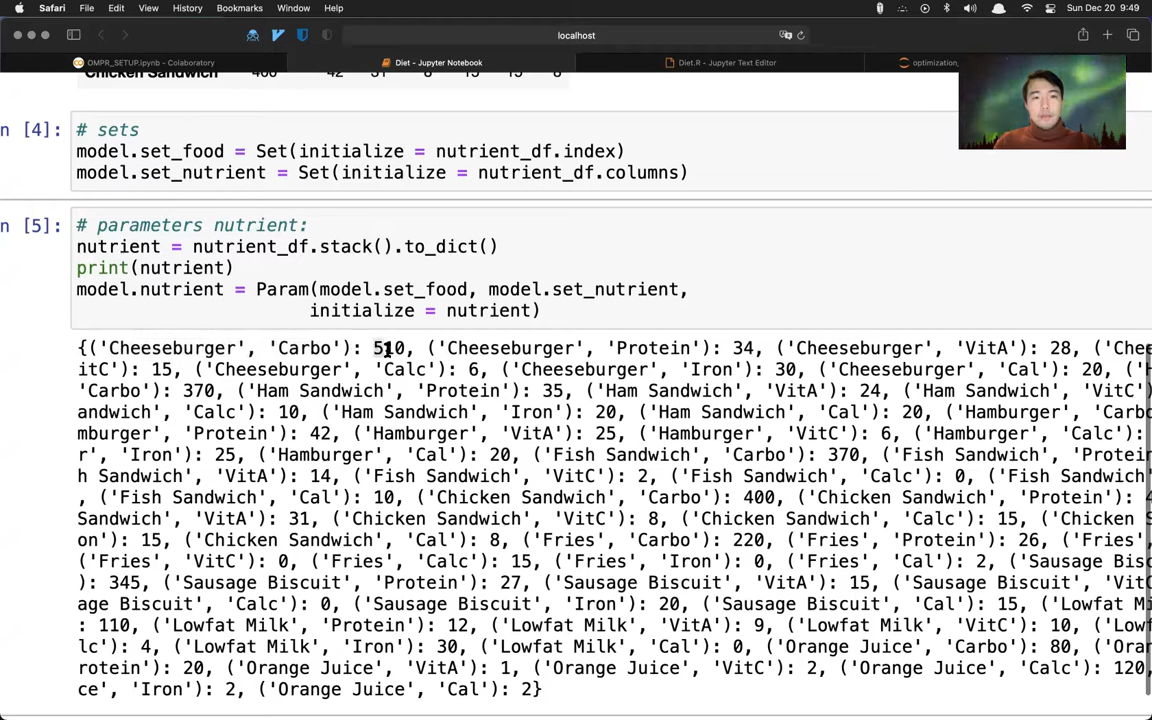 Safari File Edit View History Bookmarks Window Help Sun Dec 20 9:49
localhost
OMPR_SETUP.ipynb - Colaboratory Diet - Jupyter Notebook Diet.R - Jupyter Text Editor optimization_
Chicken Sandwich 400 42 31 8 15 15 8
n [4]: # sets
model.set_food = Set(initialize = nutrient_df.index)
model.set_nutrient = Set(initialize = nutrient_df.columns)
n [5]: # parameters nutrient:
nutrient = nutrient_df.stack().to_dict()
print(nutrient)
model.nutrient = Param(model.set_food, model.set_nutrient,
initialize = nutrient)
{('Cheeseburger', 'Carbo'): 510, ('Cheeseburger', 'Protein'): 34, ('Cheeseburger', 'VitA'): 28, ('Chee
itC'): 15, ('Cheeseburger', 'Calc'): 6, ('Cheeseburger', 'Iron'): 30, ('Cheeseburger', 'Cal'): 20, ('H
'Carbo'): 370, ('Ham Sandwich', 'Protein'): 35, ('Ham Sandwich', 'VitA'): 24, ('Ham Sandwich', 'VitC'
andwich', 'Calc'): 10, ('Ham Sandwich', 'Iron'): 20, ('Ham Sandwich', 'Cal'): 20, ('Hamburger', 'Carbo
mburger', 'Protein'): 42, ('Hamburger', 'VitA'): 25, ('Hamburger', 'VitC'): 6, ('Hamburger', 'Calc'):
r', 'Iron'): 25, ('Hamburger', 'Cal'): 20, ('Fish Sandwich', 'Carbo'): 370, ('Fish Sandwich', 'Protein
h Sandwich', 'VitA'): 14, ('Fish Sandwich', 'VitC'): 2, ('Fish Sandwich', 'Calc'): 0, ('Fish Sandwich'
, ('Fish Sandwich', 'Cal'): 10, ('Chicken Sandwich', 'Carbo'): 400, ('Chicken Sandwich', 'Protein'): 4
Sandwich', 'VitA'): 31, ('Chicken Sandwich', 'VitC'): 8, ('Chicken Sandwich', 'Calc'): 15, ('Chicken S
on'): 15, ('Chicken Sandwich', 'Cal'): 8, ('Fries', 'Carbo'): 220, ('Fries', 'Protein'): 26, ('Fries',
('Fries', 'VitC'): 0, ('Fries', 'Calc'): 15, ('Fries', 'Iron'): 0, ('Fries', 'Cal'): 2, ('Sausage Bis
): 345, ('Sausage Biscuit', 'Protein'): 27, ('Sausage Biscuit', 'VitA'): 15, ('Sausage Biscuit', 'VitC
age Biscuit', 'Calc'): 0, ('Sausage Biscuit', 'Iron'): 20, ('Sausage Biscuit', 'Cal'): 15, ('Lowfat Mi
: 110, ('Lowfat Milk', 'Protein'): 12, ('Lowfat Milk', 'VitA'): 9, ('Lowfat Milk', 'VitC'): 10, ('Lowf
lc'): 4, ('Lowfat Milk', 'Iron'): 30, ('Lowfat Milk', 'Cal'): 0, ('Orange Juice', 'Carbo'): 80, ('Oran
rotein'): 20, ('Orange Juice', 'VitA'): 1, ('Orange Juice', 'VitC'): 2, ('Orange Juice', 'Calc'): 120,
ce', 'Iron'): 2, ('Orange Juice', 'Cal'): 2}